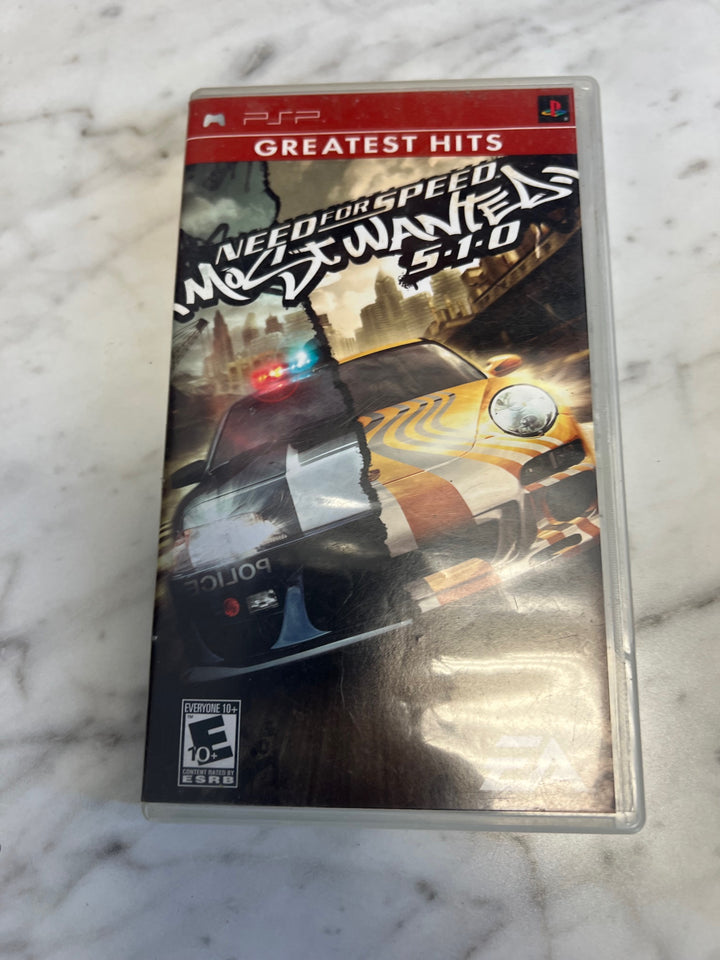 PSP
GREATEST HITS
NEED FOR SPEED
MOST WANTED
5-1-0
POLICE
EVERYONE 10+
E
10+
CONTENT RATED BY
ESRB
EA